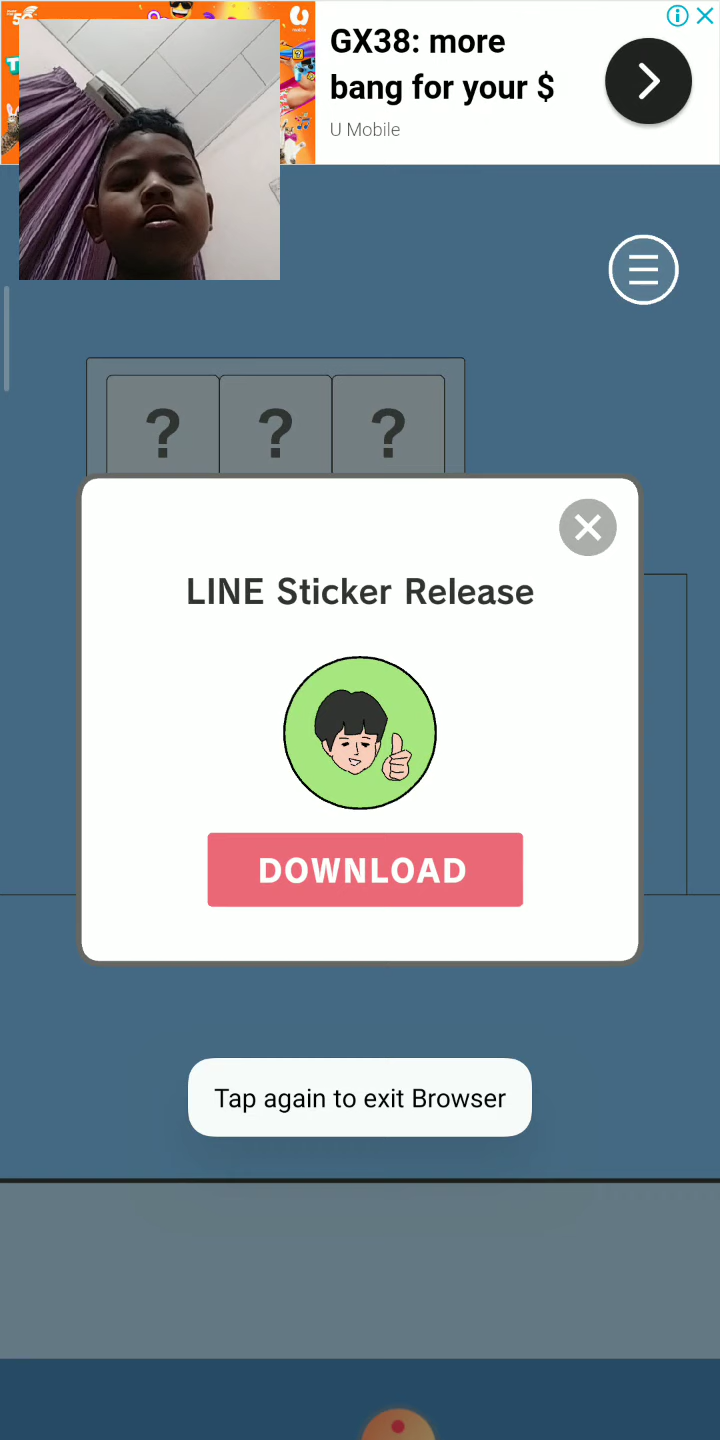 GX38: more
bang for your $
U Mobile
? ? ?
LINE Sticker Release
DOWNLOAD
Tap again to exit Browser